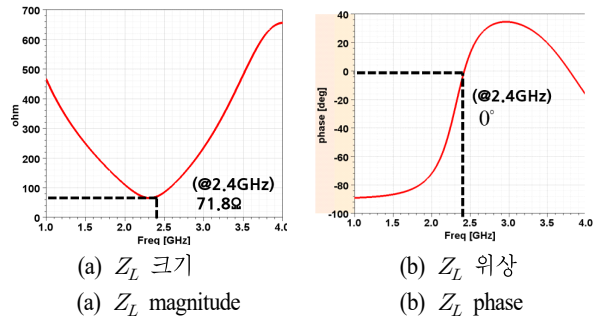 700
600
500
400
300
200
100
0
ohm
(@2.4GHz)
71.8Ω
1.0 1.5 2.0 2.5 3.0 3.5 4.0
Freq [GHz]
40
20
0
-20
-40
-60
-80
-100
phase [deg]
(@2.4GHz)
0°
1.0 1.5 2.0 2.5 3.0 3.5 4.0
Freq [GHz]
(a) Z_L 크기
(b) Z_L 위상
(a) Z_L magnitude
(b) Z_L phase